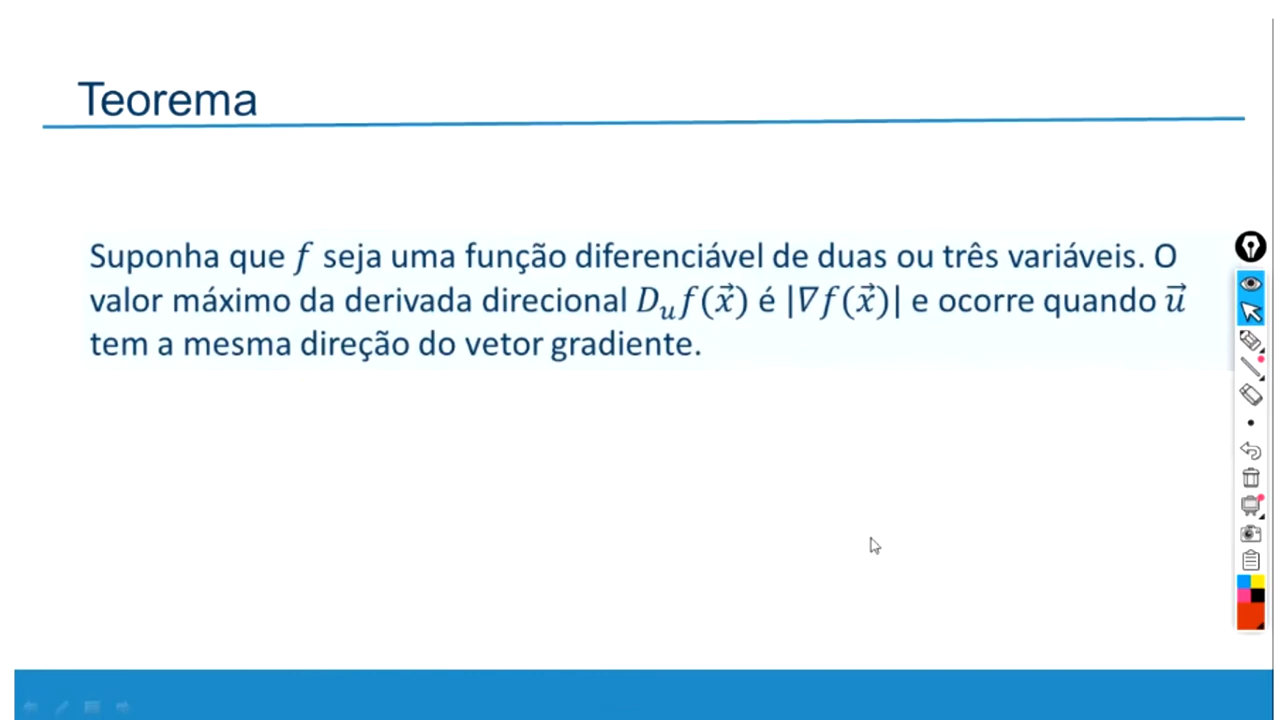 Teorema
Suponha que 𝑓 seja uma função diferenciável de duas ou três variáveis. O
valor máximo da derivada direcional 𝐷ᵤ𝑓(𝑥⃗) é |∇𝑓(𝑥⃗)| e ocorre quando 𝑢⃗
tem a mesma direção do vetor gradiente.